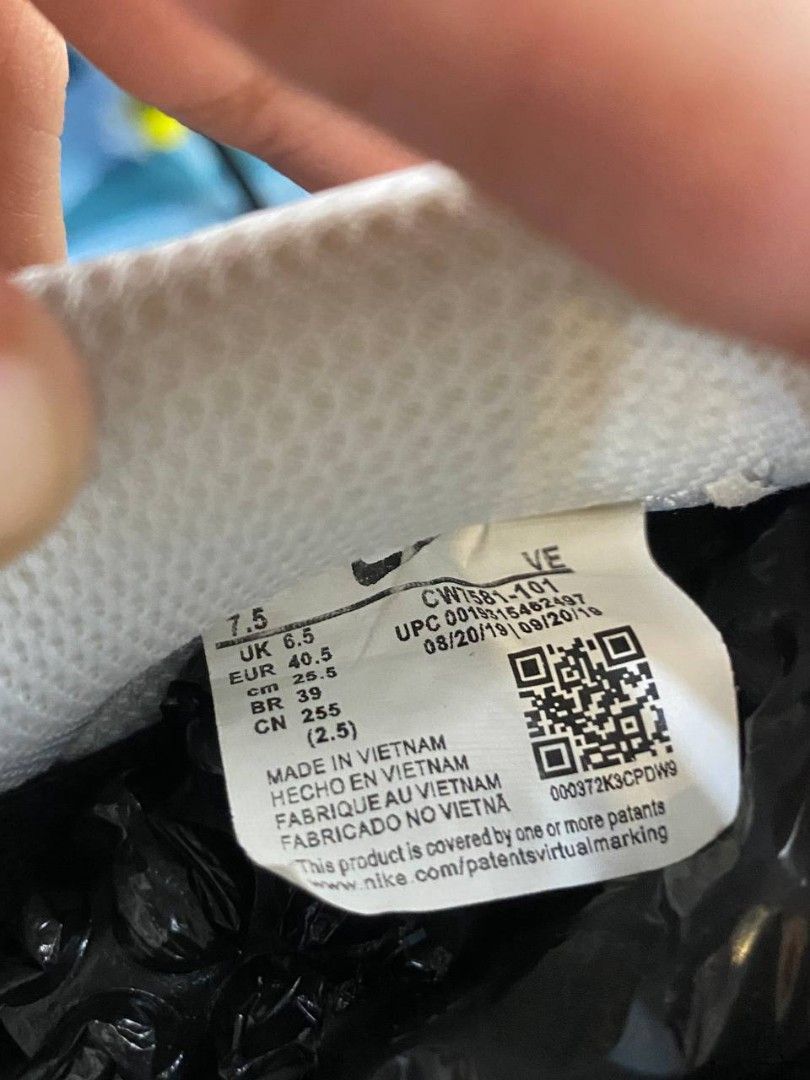 VE
7.5
UK 6.5
EUR 40.5
cm 25.5
BR 39
CN 255
(2.5)
CW7581-101
UPC 00193154624​97
08/20/19|09/20/19
000372K3CPDW9
MADE IN VIETNAM
HECHO EN VIETNAM
FABRIQUE AU VIETNAM
FABRICADO NO VIETNÃ
This product is covered by one or more patants
www.nike.com/patentsvirtualmarking